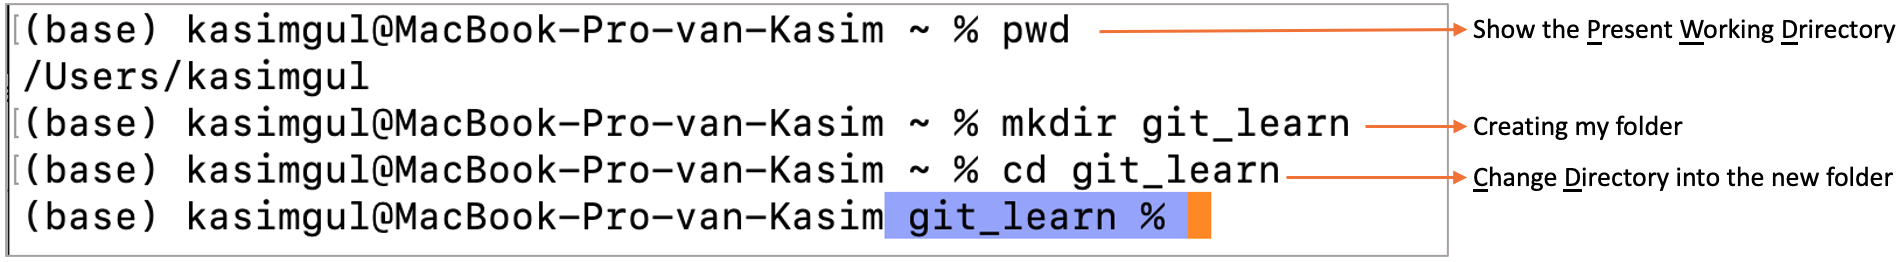 (base) kasimgul@MacBook-Pro-van-Kasim ~ % pwd
Show the Present Working Drirectory
/Users/kasimgul
(base) kasimgul@MacBook-Pro-van-Kasim ~ % mkdir git_learn
Creating my folder
(base) kasimgul@MacBook-Pro-van-Kasim ~ % cd git_learn
Change Directory into the new folder
(base) kasimgul@MacBook-Pro-van-Kasim git_learn %